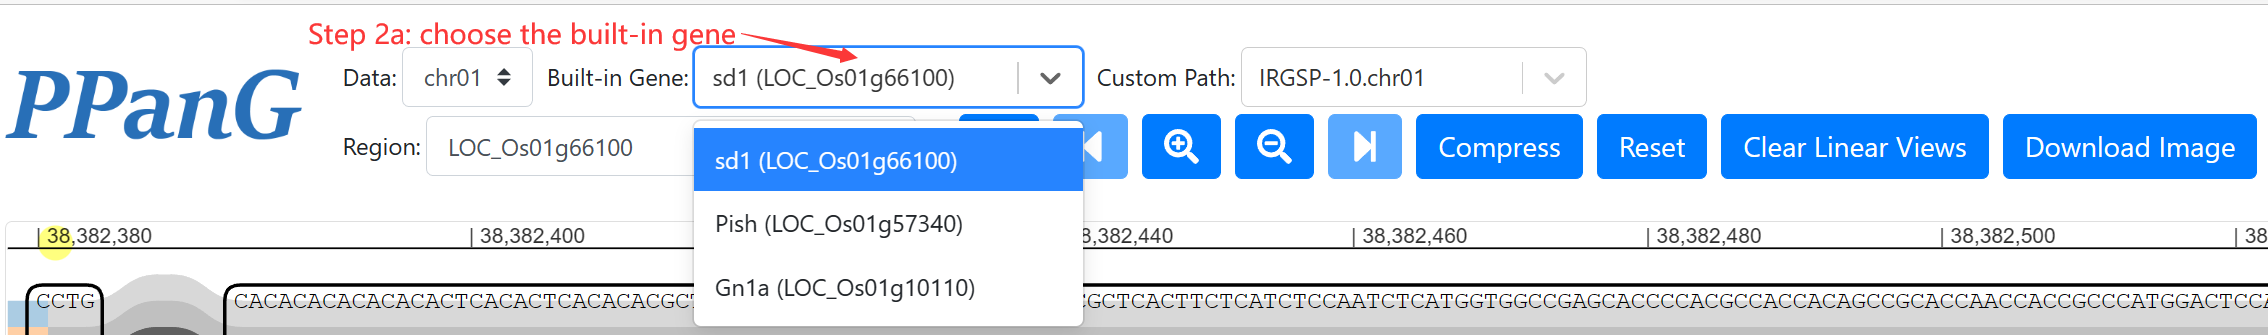 Step 2a: choose the built-in gene
PPanG
Data: chr01 Built-in Gene: sd1 (LOC_Os01g66100) Custom Path: IRGSP-1.0.chr01
Region: LOC_Os01g66100 Compress Reset Clear Linear Views Download Image
sd1 (LOC_Os01g66100)
Pish (LOC_Os01g57340)
Gn1a (LOC_Os01g10110)
38,382,380 38,382,400 8,382,440 38,382,460 38,382,480 38,382,500 38
CCTG CACACACACACACACTCACACTCACACACGCT GCTCACTTCTCATCTCCAATCTCATGGTGGCCGAGCACCCCACGCCACCACAGCCGCACCAACCACCGCCCATGGACTCC